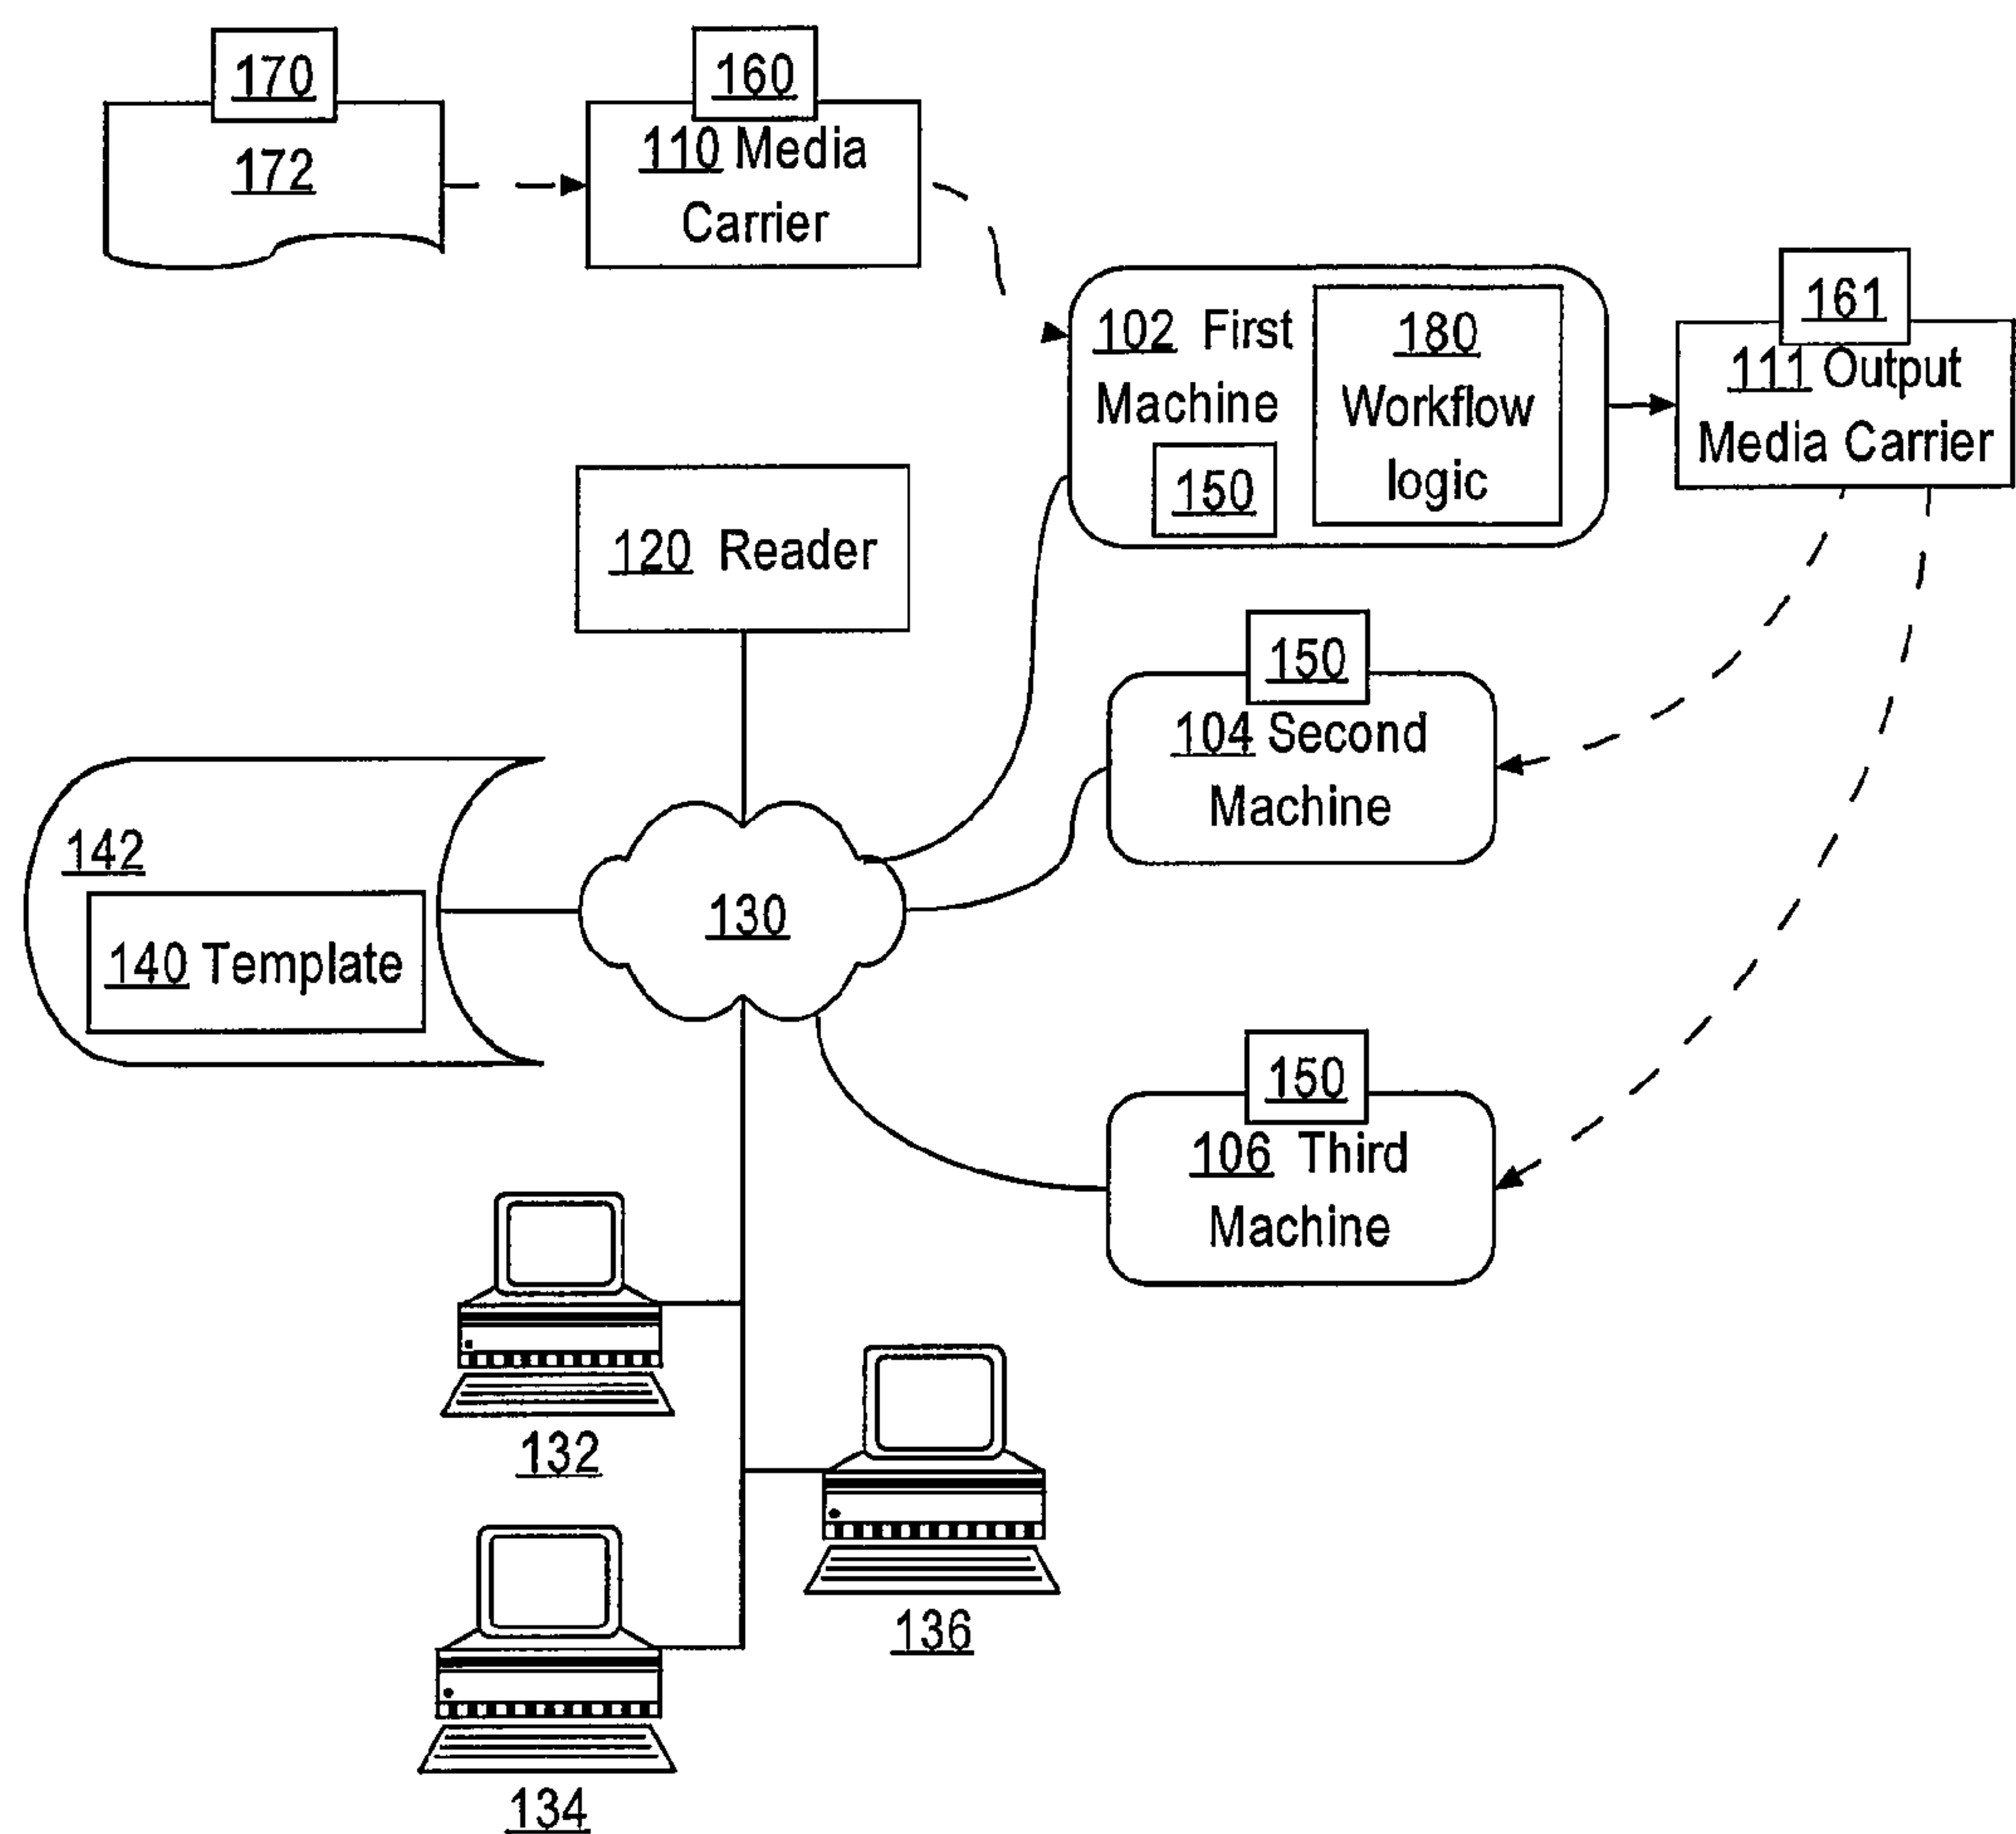 170
172
160
110 Media
Carrier
102 First
Machine
150
180
Workflow
logic
161
111 Output
Media Carrier
120 Reader
150
104 Second
Machine
142
140 Template
130
150
106 Third
Machine
132
136
134